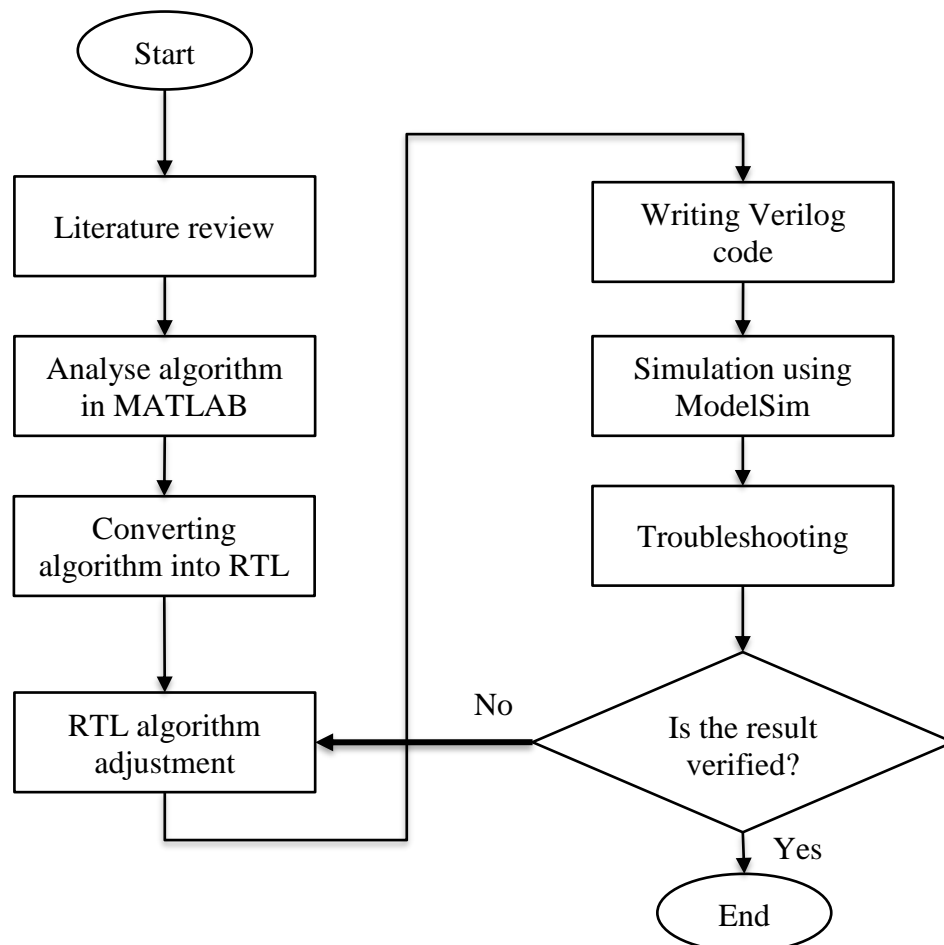 Start
Literature review
Analyse algorithm
in MATLAB
Converting
algorithm into RTL
RTL algorithm
adjustment
Writing Verilog
code
Simulation using
ModelSim
Troubleshooting
Is the result
verified?
No
Yes
End